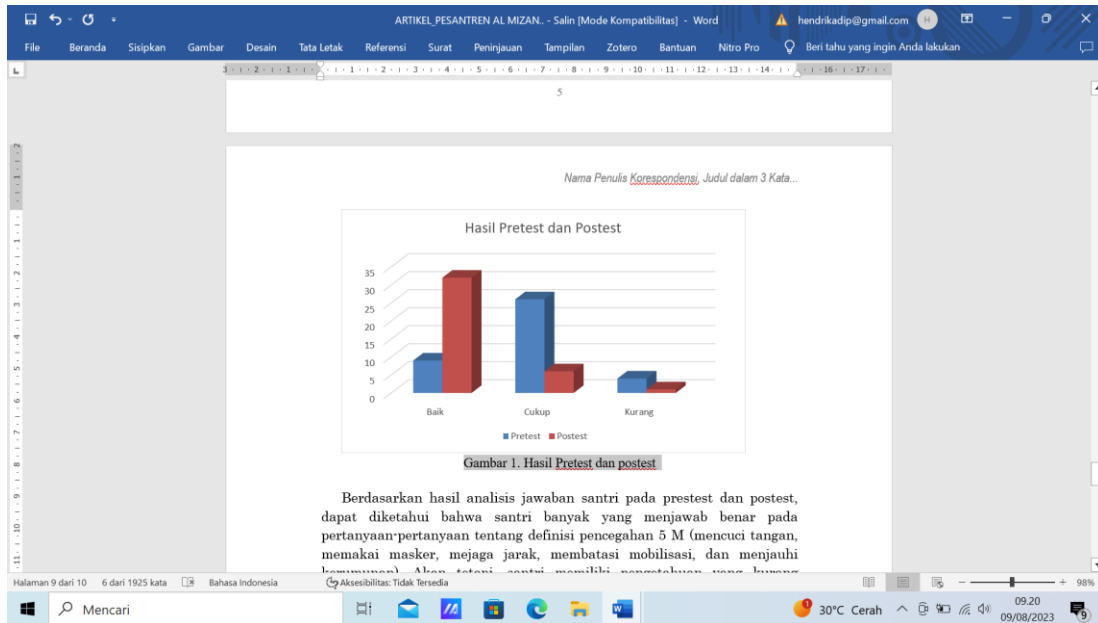 ARTIKEL_PESANTREN AL MIZAN.. - Salin [Mode Kompatibilitas] - Word
hendrikadip@gmail.com
H
File Beranda Sisipkan Gambar Desain Tata Letak Referensi Surat Peninjauan Tampilan Zotero Bantuan Nitro Pro Beri tahu yang ingin Anda lakukan
5
Nama Penulis Korespondensi, Judul dalam 3 Kata...
Hasil Pretest dan Postest
35
30
25
20
15
10
5
0
Baik Cukup Kurang
Pretest Postest
Gambar 1. Hasil Pretest dan postest
Berdasarkan hasil analisis jawaban santri pada prestest dan postest,
dapat diketahui bahwa santri banyak yang menjawab benar pada
pertanyaan-pertanyaan tentang definisi pencegahan 5 M (mencuci tangan,
memakai masker, mejaga jarak, membatasi mobilisasi, dan menjauhi
Halaman 9 dari 10 6 dari 1925 kata Bahasa Indonesia Aksesibilitas: Tidak Tersedia 98%
Mencari
30°C Cerah
09.20
09/08/2023